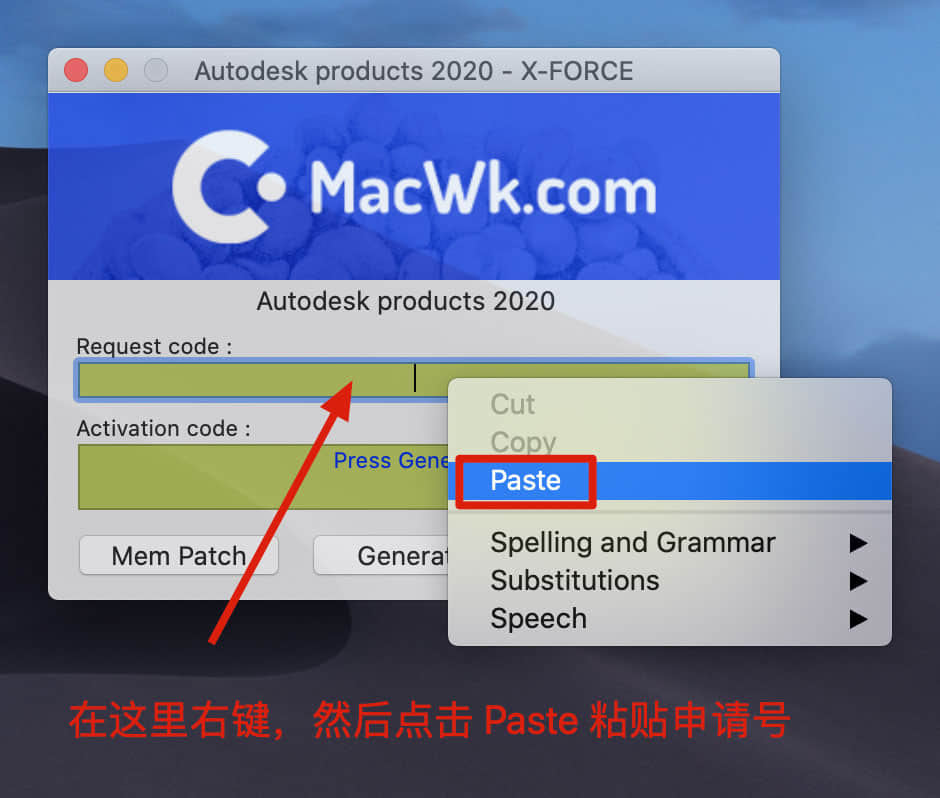 Autodesk products 2020 - X-FORCE
MacWk.com
Autodesk products 2020
Request code :
Activation code :
Press Gene
Mem Patch
Generat
Cut
Copy
Paste
Spelling and Grammar
Substitutions
Speech
在这里右键，然后点击 Paste 粘贴申请号